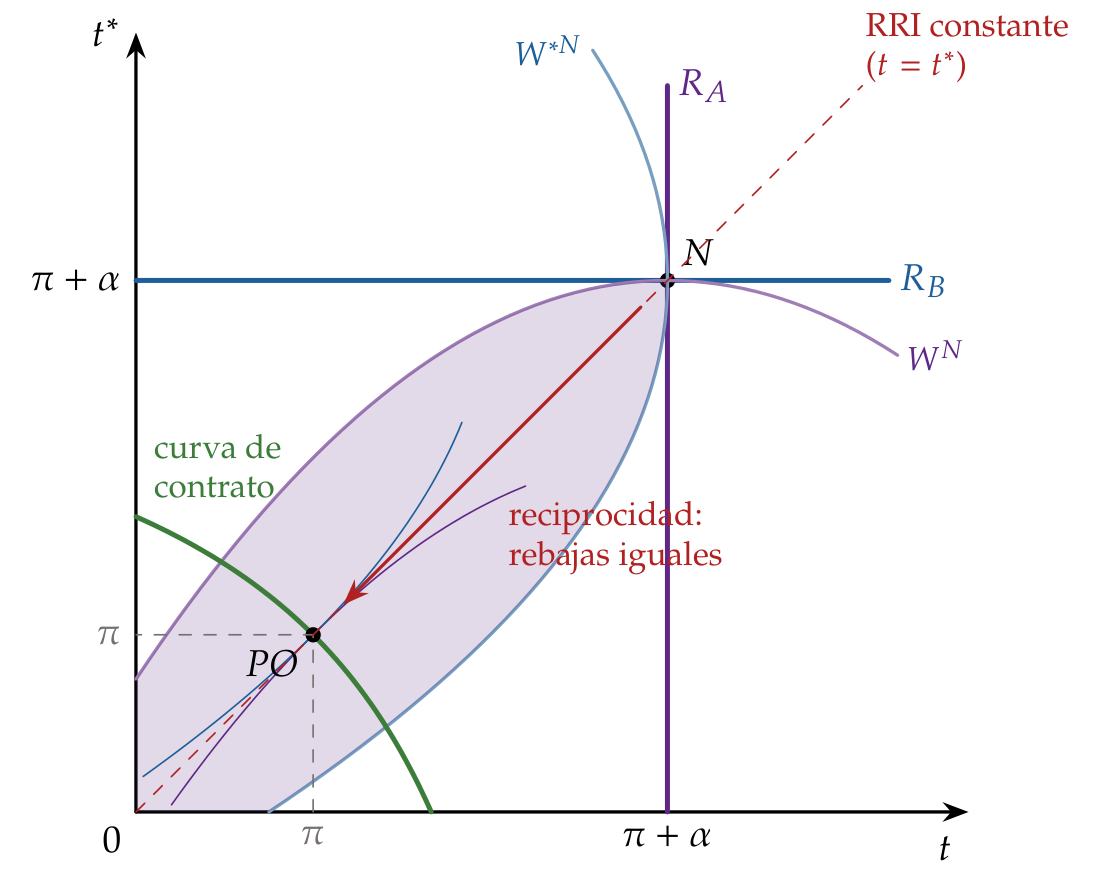 t*
W*N
RRI constante
(t = t*)
R_A
N
π + α
R_B
W^N
curva de
contrato
reciprocidad:
rebajas iguales
π
PO
0
π
π + α
t